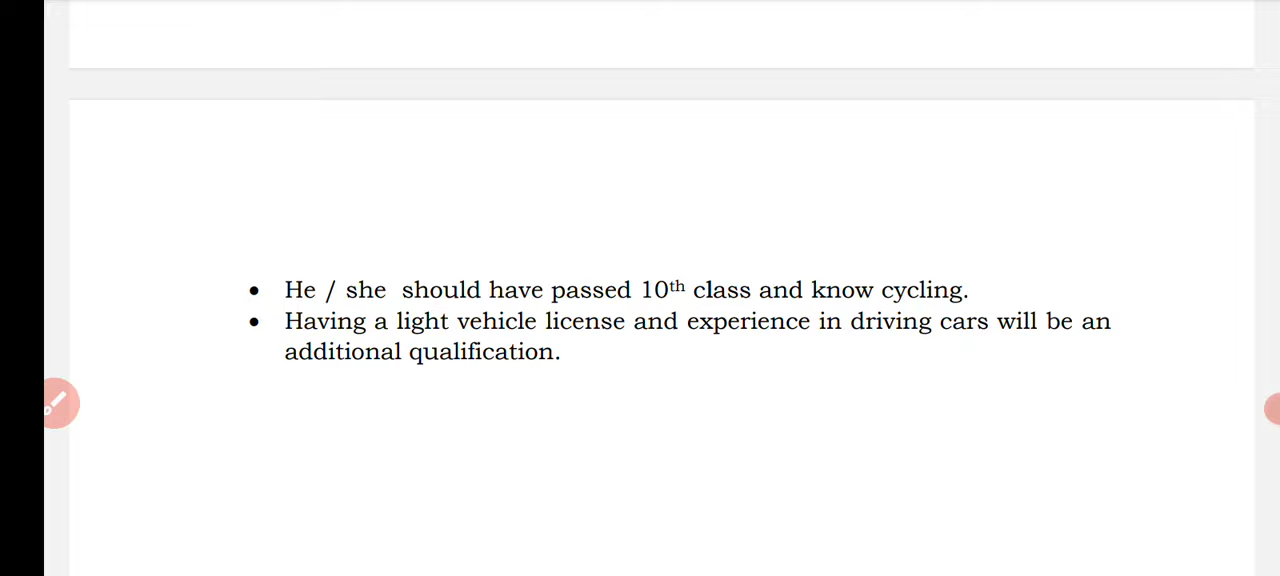 • He / she should have passed 10th class and know cycling.
• Having a light vehicle license and experience in driving cars will be an
additional qualification.